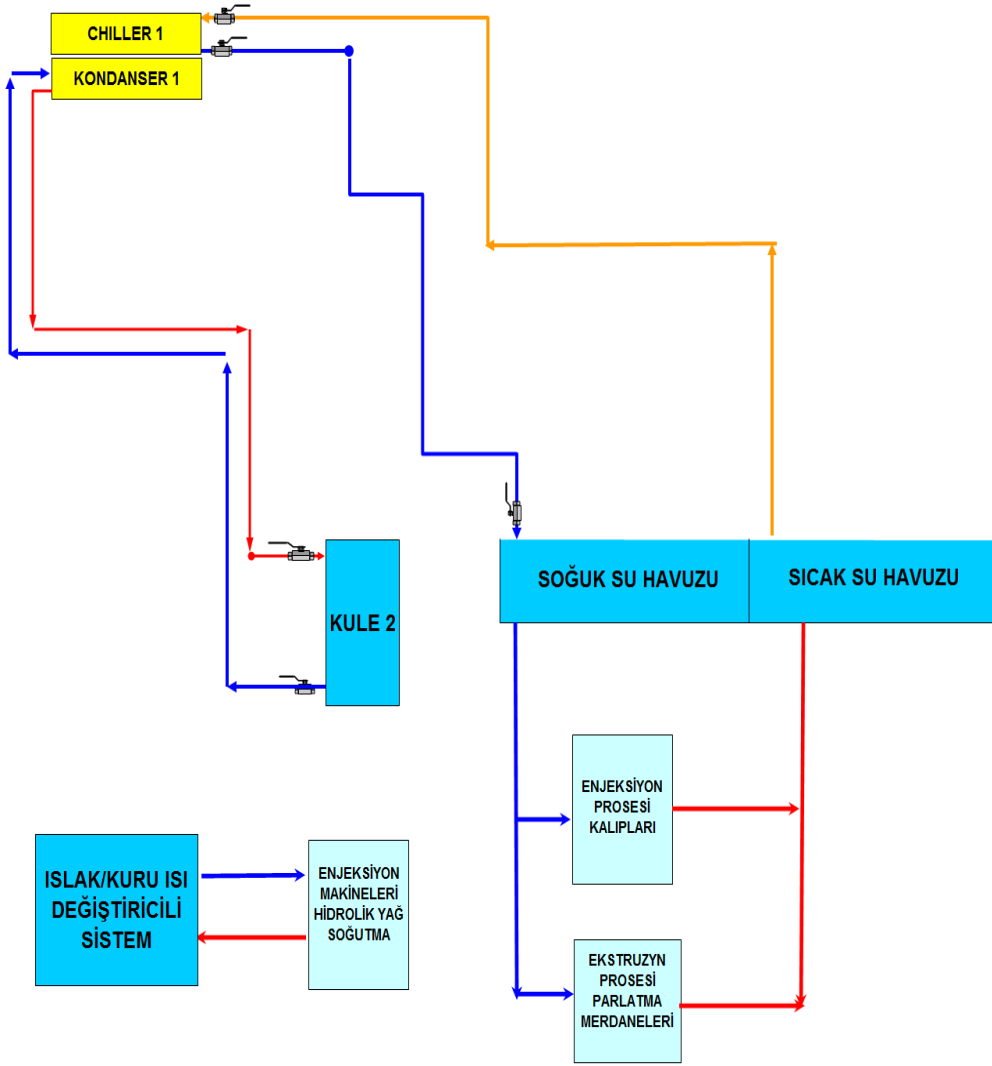 CHILLER 1
KONDANSER 1
SOĞUK SU HAVUZU
SICAK SU HAVUZU
KULE 2
ENJEKSİYON
PROSESİ
KALIPLARI
ISLAK/KURU ISI
DEĞİŞTİRİCİLİ
SİSTEM
ENJEKSİYON
MAKİNELERİ
HİDROLİK YAĞ
SOĞUTMA
EKSTRUZYN
PROSESİ
PARLATMA
MERDANELERİ